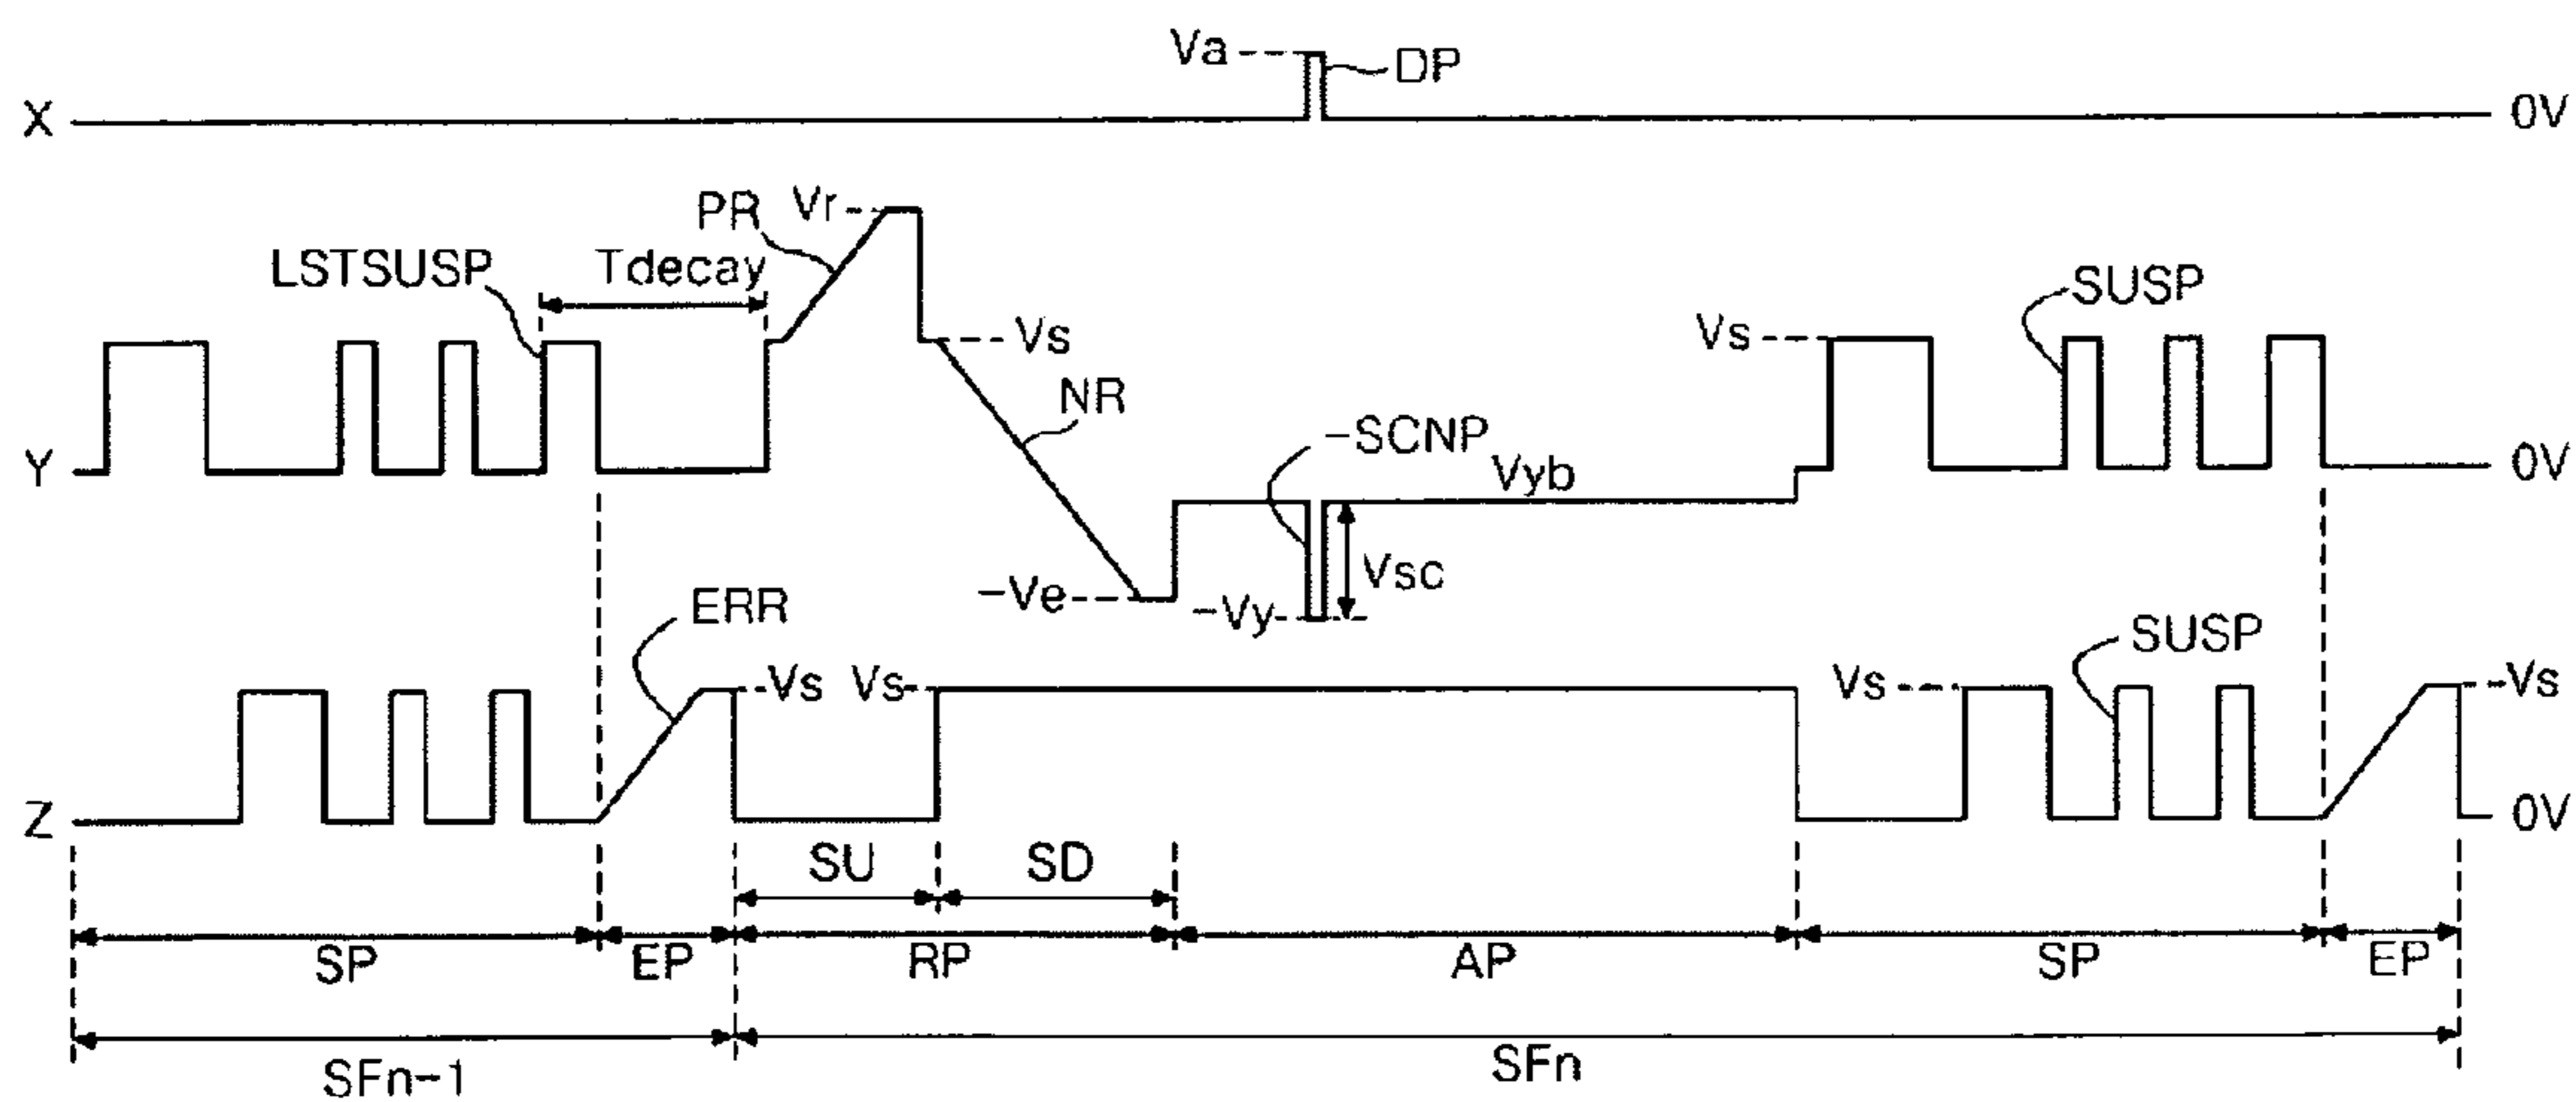 Va
DP
X
0V
PR
Vr
LSTSUSP
Tdecay
SUSP
Vs
Vs
NR
-SCNP
Vyb
Y
0V
-Ve
Vsc
-Vy
ERR
SUSP
Vs
Vs
Vs
Vs
Z
0V
SU
SD
SP
EP
RP
AP
SP
EP
SFn-1
SFn